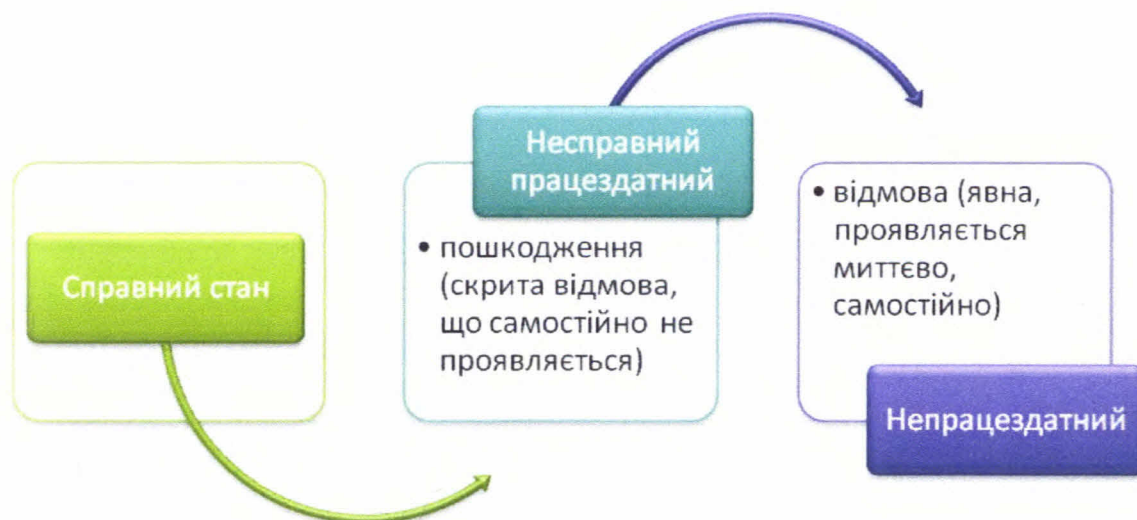 Справний стан
Несправний
працездатний
• пошкодження
(скрита відмова,
що самостійно не
проявляється)
• відмова (явна,
проявляється
миттєво,
самостійно)
Непрацездатний